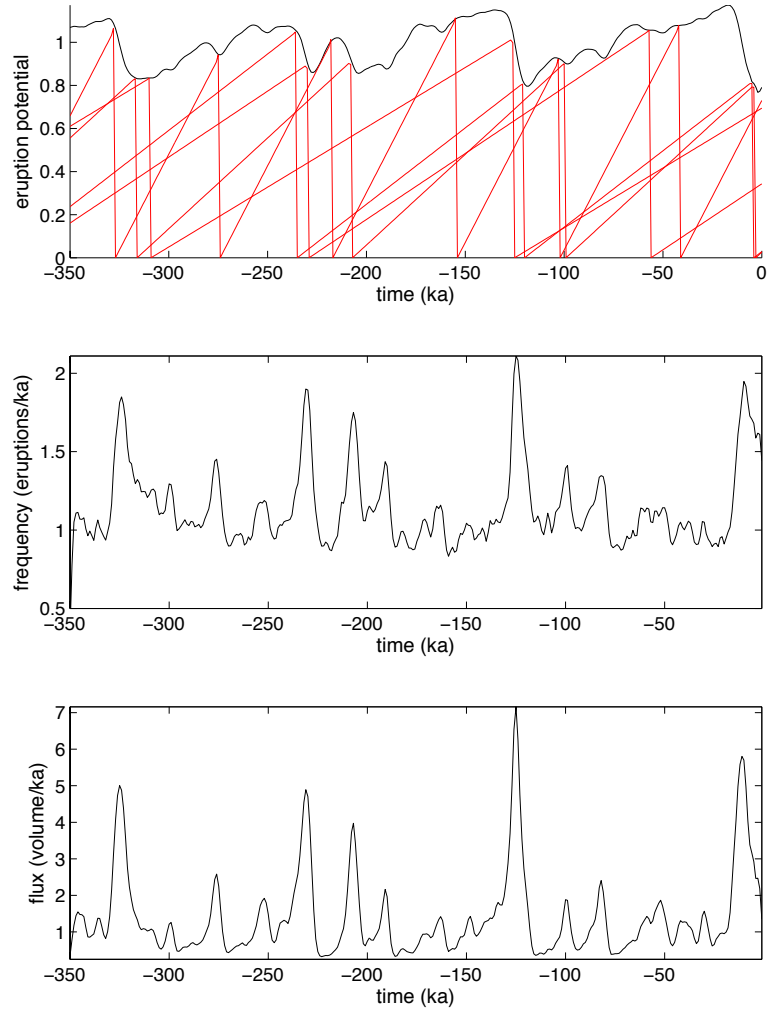 eruption potential
1
0.8
0.6
0.4
0.2
0
−350 −300 −250 −200 −150 −100 −50 0
time (ka)
frequency (eruptions/ka)
2
1.5
1
0.5
−350 −300 −250 −200 −150 −100 −50
time (ka)
flux (volume/ka)
7
6
5
4
3
2
1
−350 −300 −250 −200 −150 −100 −50
time (ka)